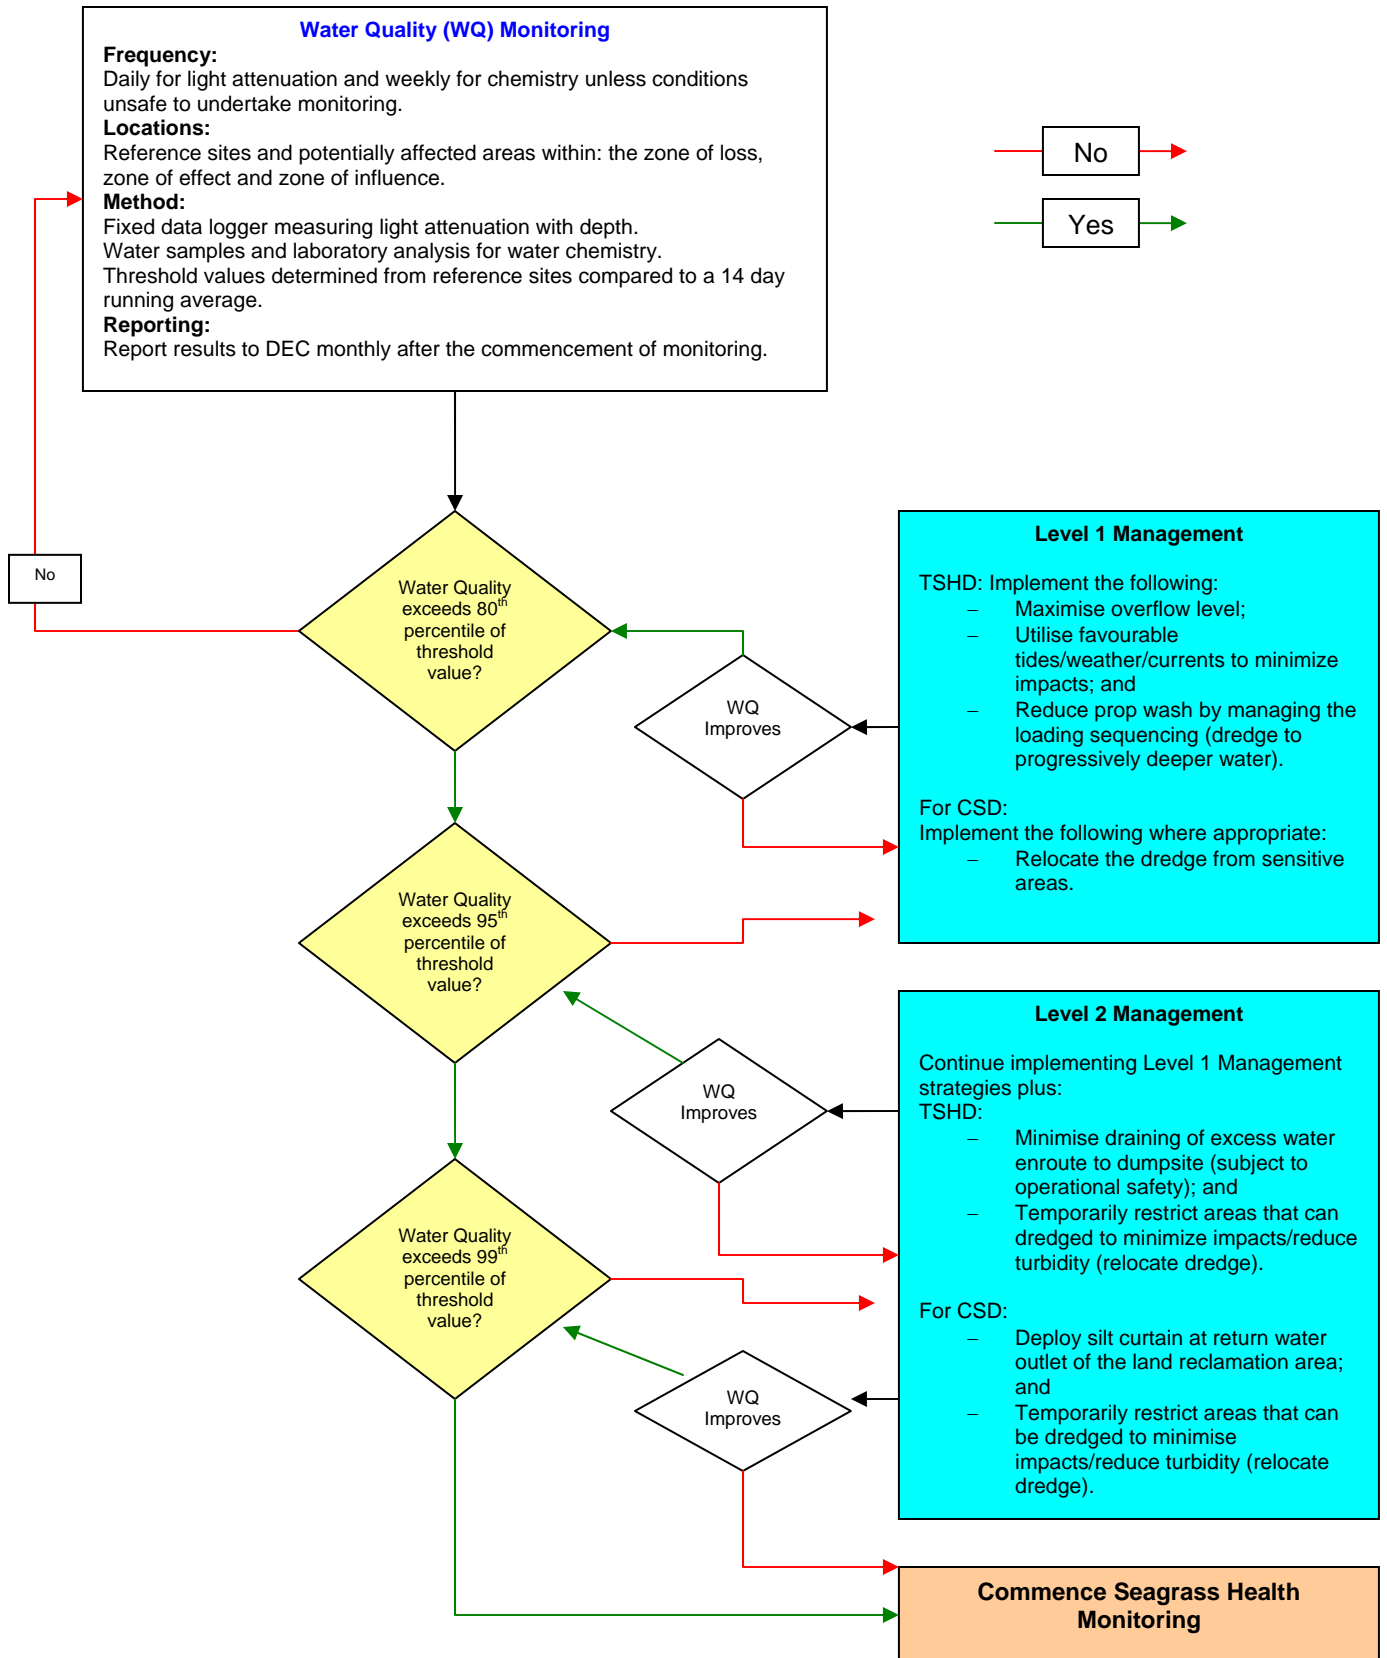 Water Quality (WQ) Monitoring
Frequency:
Daily for light attenuation and weekly for chemistry unless conditions
unsafe to undertake monitoring.
Locations:
Reference sites and potentially affected areas within: the zone of loss,
zone of effect and zone of influence.
Method:
Fixed data logger measuring light attenuation with depth.
Water samples and laboratory analysis for water chemistry.
Threshold values determined from reference sites compared to a 14 day
running average.
Reporting:
Report results to DEC monthly after the commencement of monitoring.
No
Yes
No
Water Quality
exceeds 80th
percentile of
threshold
value?
WQ
Improves
Level 1 Management
TSHD: Implement the following:
– Maximise overflow level;
– Utilise favourable
tides/weather/currents to minimize
impacts; and
– Reduce prop wash by managing the
loading sequencing (dredge to
progressively deeper water).
For CSD:
Implement the following where appropriate:
– Relocate the dredge from sensitive
areas.
Water Quality
exceeds 95th
percentile of
threshold
value?
WQ
Improves
Level 2 Management
Continue implementing Level 1 Management
strategies plus:
TSHD:
– Minimise draining of excess water
enroute to dumpsite (subject to
operational safety); and
– Temporarily restrict areas that can
dredged to minimize impacts/reduce
turbidity (relocate dredge).
For CSD:
– Deploy silt curtain at return water
outlet of the land reclamation area;
and
– Temporarily restrict areas that can
be dredged to minimise
impacts/reduce turbidity (relocate
dredge).
Water Quality
exceeds 99th
percentile of
threshold
value?
WQ
Improves
Commence Seagrass Health
Monitoring